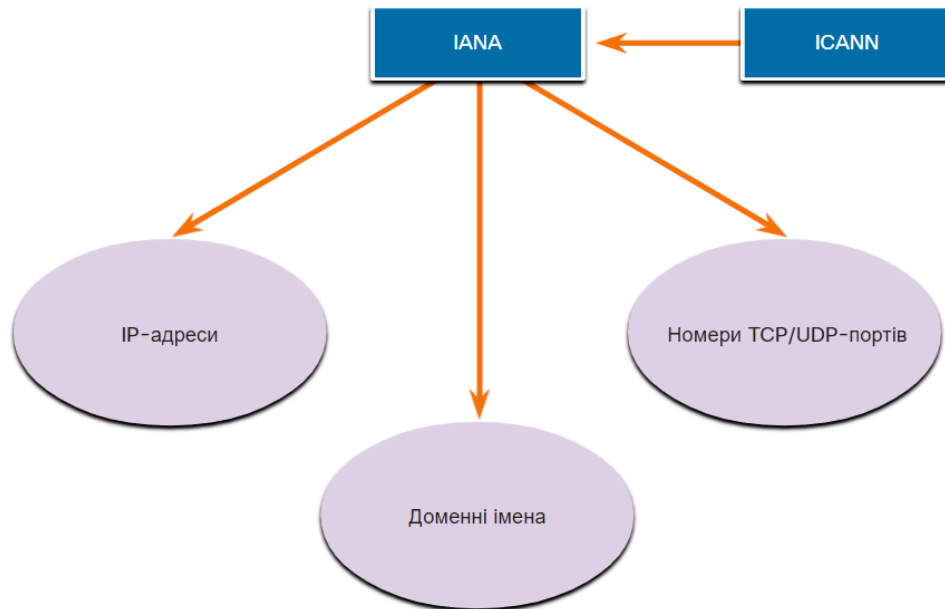 IANA
ICANN
IP-адреси
Номери TCP/UDP-портів
Доменні імена